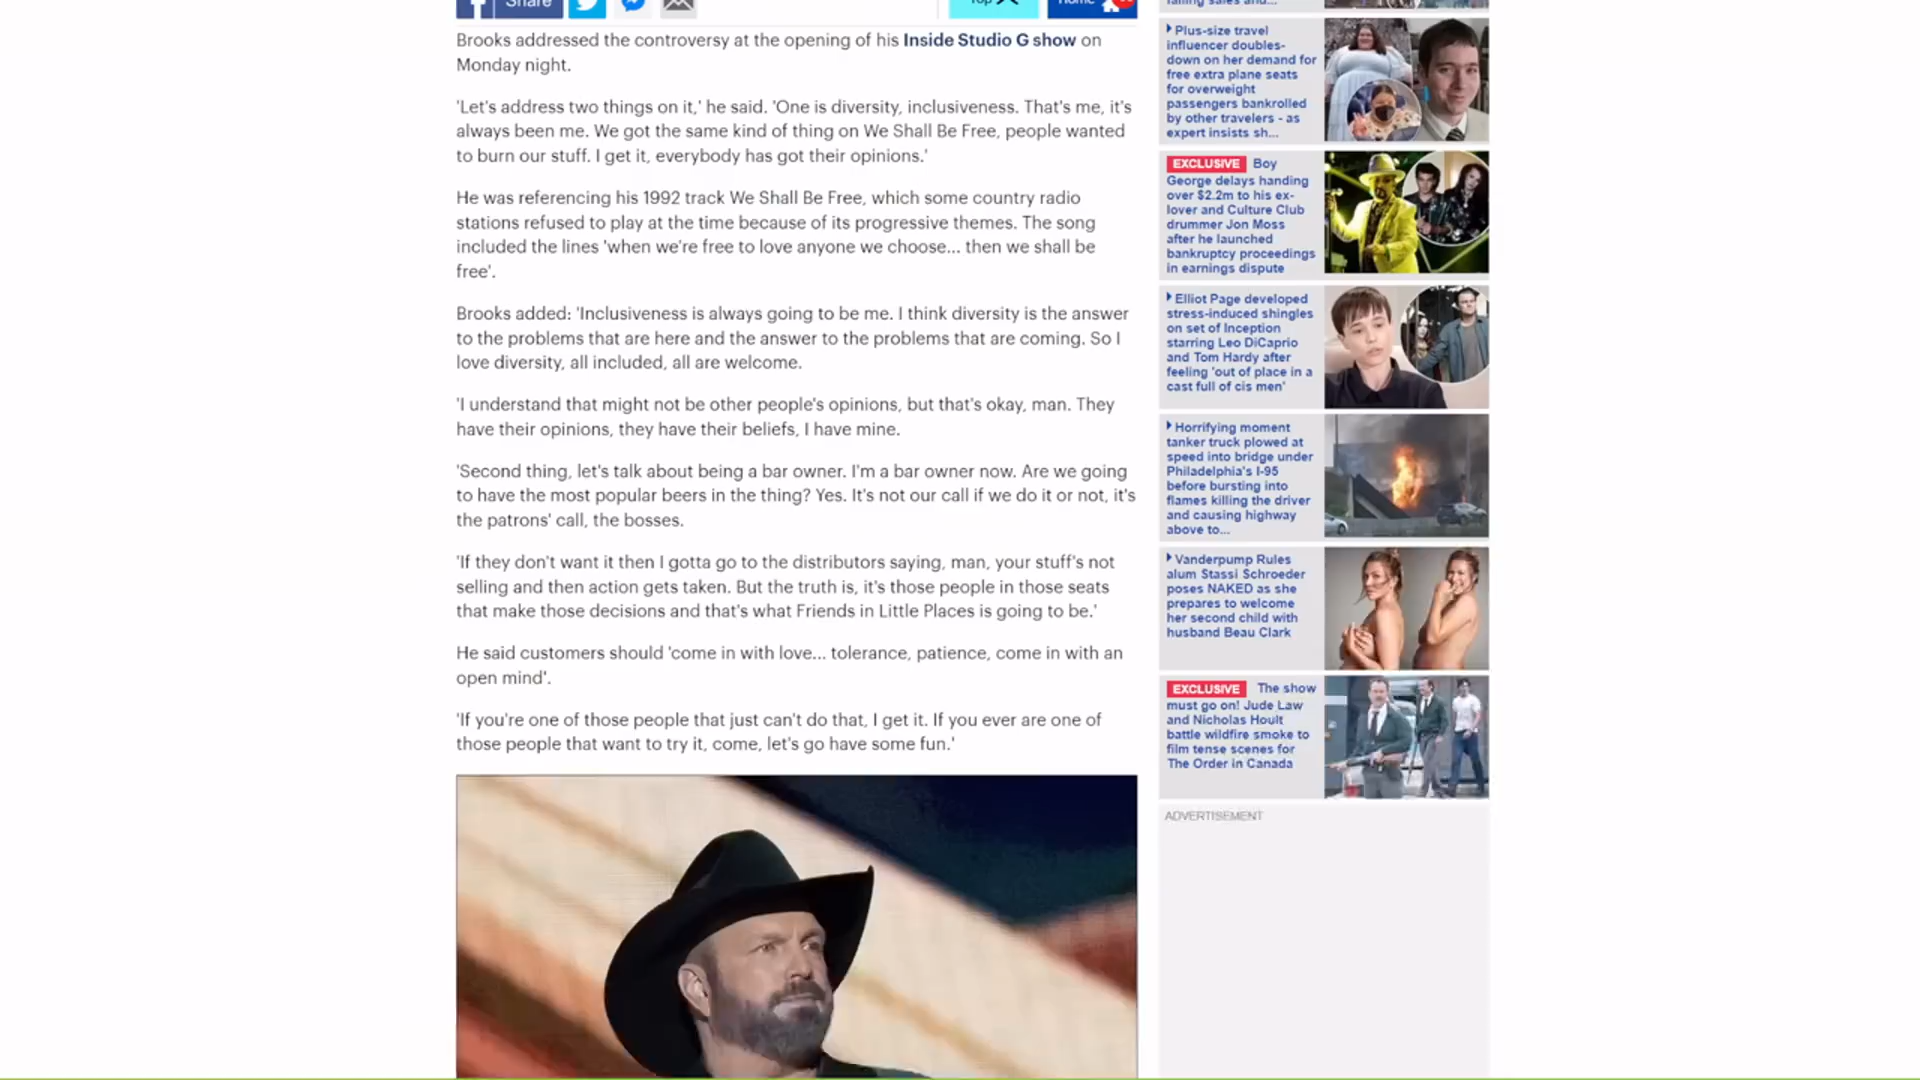 Share
Brooks addressed the controversy at the opening of his Inside Studio G show on
Monday night.
'Let's address two things on it,' he said. 'One is diversity, inclusiveness. That's me, it's
always been me. We got the same kind of thing on We Shall Be Free, people wanted
to burn our stuff. I get it, everybody has got their opinions.'
He was referencing his 1992 track We Shall Be Free, which some country radio
stations refused to play at the time because of its progressive themes. The song
included the lines 'when we're free to love anyone we choose... then we shall be
free'.
Brooks added: 'Inclusiveness is always going to be me. I think diversity is the answer
to the problems that are here and the answer to the problems that are coming. So I
love diversity, all included, all are welcome.
'I understand that might not be other people's opinions, but that's okay, man. They
have their opinions, they have their beliefs, I have mine.
'Second thing, let's talk about being a bar owner. I'm a bar owner now. Are we going
to have the most popular beers in the thing? Yes. It's not our call if we do it or not, it's
the patrons' call, the bosses.
'If they don't want it then I gotta go to the distributors saying, man, your stuff's not
selling and then action gets taken. But the truth is, it's those people in those seats
that make those decisions and that's what Friends in Little Places is going to be.'
He said customers should 'come in with love... tolerance, patience, come in with an
open mind'.
'If you're one of those people that just can't do that, I get it. If you ever are one of
those people that want to try it, come, let's go have some fun.'
Plus-size travel
influencer doubles-
down on her demand for
free extra plane seats
for overweight
passengers bankrolled
by other travelers - as
expert insists sh...
EXCLUSIVE Boy
George delays handing
over $2.2m to his ex-
lover and Culture Club
drummer Jon Moss
after he launched
bankruptcy proceedings
in earnings dispute
Elliot Page developed
stress-induced shingles
on set of Inception
starring Leo DiCaprio
and Tom Hardy after
feeling 'out of place in a
cast full of cis men'
Horrifying moment
tanker truck plowed at
speed into bridge under
Philadelphia's I-95
before bursting into
flames killing the driver
and causing highway
above to...
Vanderpump Rules
alum Stassi Schroeder
poses NAKED as she
prepares to welcome
her second child with
husband Beau Clark
EXCLUSIVE The show
must go on! Jude Law
and Nicholas Hoult
battle wildfire smoke to
film tense scenes for
The Order in Canada
ADVERTISEMENT